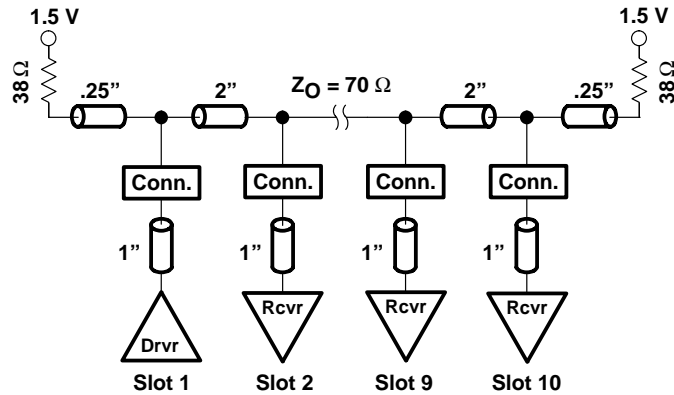 1.5 V
1.5 V
38 Ω
.25”
2”
ZO = 70 Ω
2”
.25”
38 Ω
Conn.
Conn.
Conn.
Conn.
1”
1”
1”
1”
Drvr
Rcvr
Rcvr
Rcvr
Slot 1
Slot 2
Slot 9
Slot 10